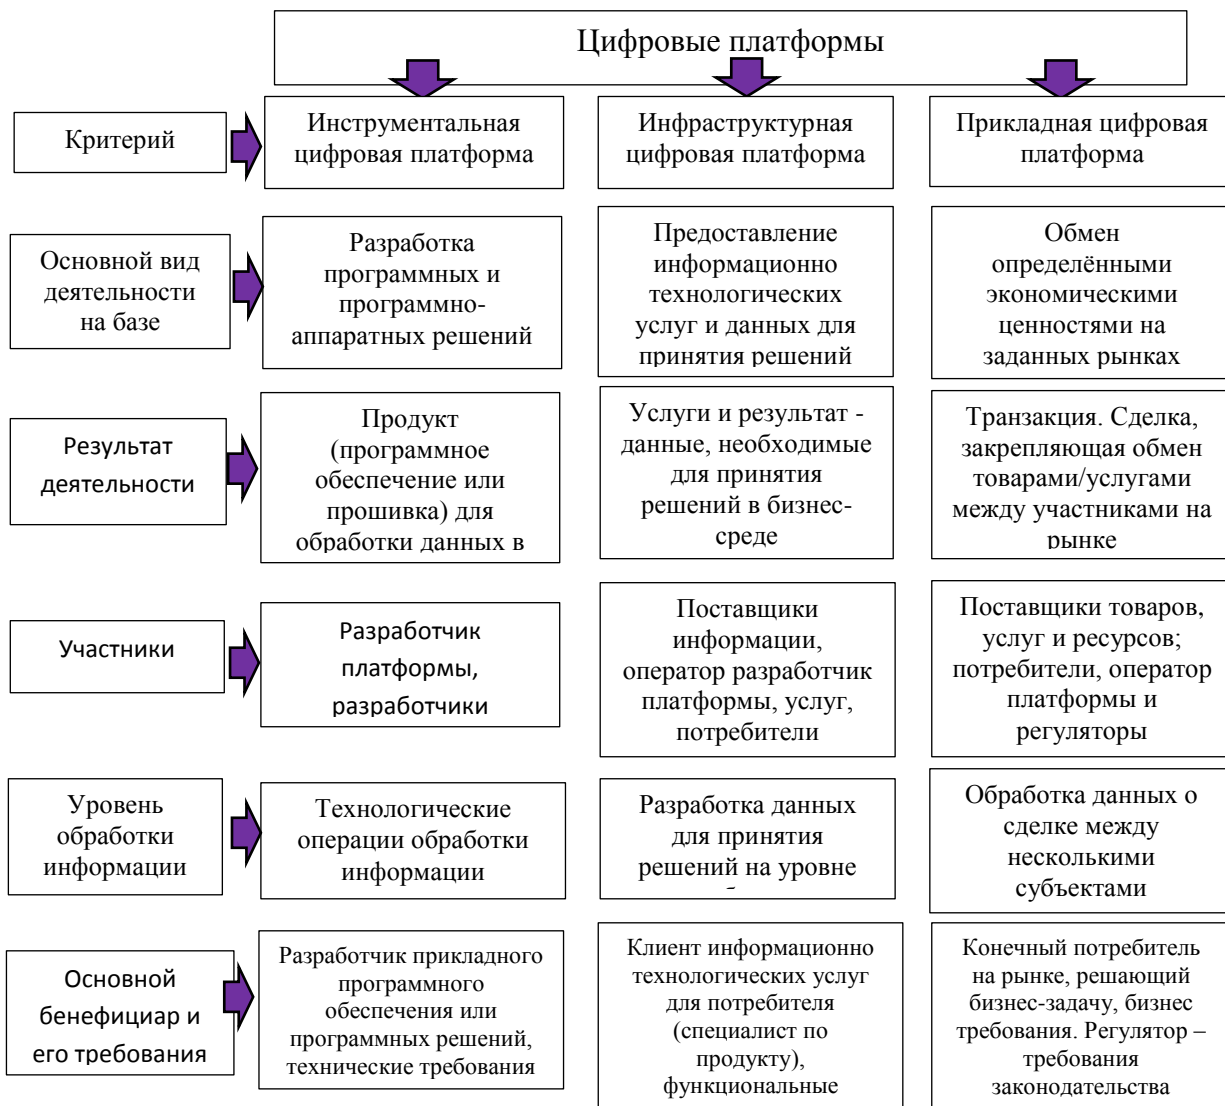 Цифровые платформы
Критерий
Инструментальная
цифровая платформа
Инфраструктурная
цифровая платформа
Прикладная цифровая
платформа
Основной вид
деятельности
на базе
Разработка
программных и
программно-
аппаратных решений
Предоставление
информационно
технологических
услуг и данных для
принятия решений
Обмен
определёнными
экономическими
ценностями на
заданных рынках
Результат
деятельности
Продукт
(программное
обеспечение или
прошивка) для
обработки данных в
Услуги и результат -
данные, необходимые
для принятия
решений в бизнес-
среде
Транзакция. Сделка,
закрепляющая обмен
товарами/услугами
между участниками на
рынке
Участники
Разработчик
платформы,
разработчики
Поставщики
информации,
оператор разработчик
платформы, услуг,
потребители
Поставщики товаров,
услуг и ресурсов;
потребители, оператор
платформы и
регуляторы
Уровень
обработки
информации
Технологические
операции обработки
информации
Разработка данных
для принятия
решений на уровне
Обработка данных о
сделке между
несколькими
субъектами
Основной
бенефициар и
его требования
Разработчик прикладного
программного
обеспечения или
программных решений,
технические требования
Клиент информационно
технологических услуг
для потребителя
(специалист по
продукту),
функциональные
Конечный потребитель
на рынке, решающий
бизнес-задачу, бизнес
требования. Регулятор –
требования
законодательства